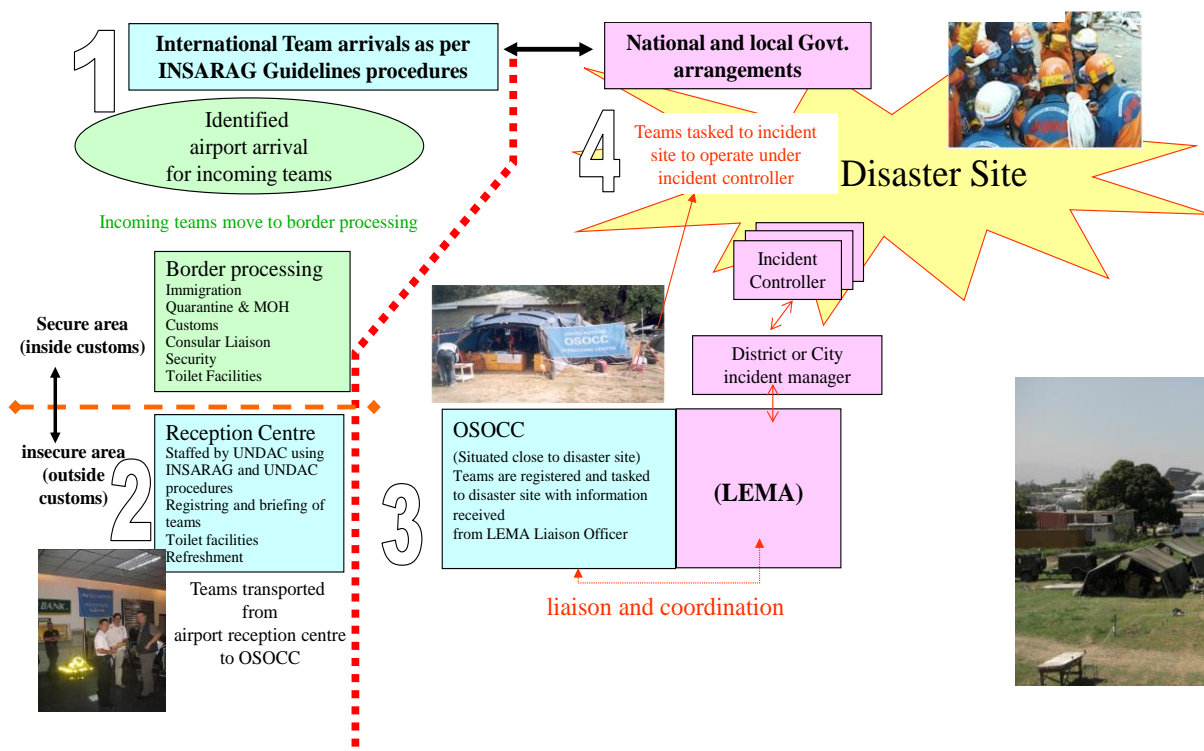 1
International Team arrivals as per
INSARAG Guidelines procedures
National and local Govt.
arrangements
Identified
airport arrival
for incoming teams
Incoming teams move to border processing
4
Teams tasked to incident
site to operate under
incident controller
Disaster Site
Incident
Controller
District or City
incident manager
Border processing
Immigration
Quarantine & MOH
Customs
Consular Liaison
Security
Toilet Facilities
Secure area
(inside customs)
insecure area
(outside
customs)
2
Reception Centre
Staffed by UNDAC using
INSARAG and UNDAC
procedures
Registring and briefing of
teams
Toilet facilities
Refreshment
Teams transported
from
airport reception centre
to OSOCC
BANK
3
UNITED NATIONS
OSOCC
OPERATIONS CENTRE
OSOCC
(Situated close to disaster site)
Teams are registered and tasked
to disaster site with information
received
from LEMA Liaison Officer
(LEMA)
liaison and coordination